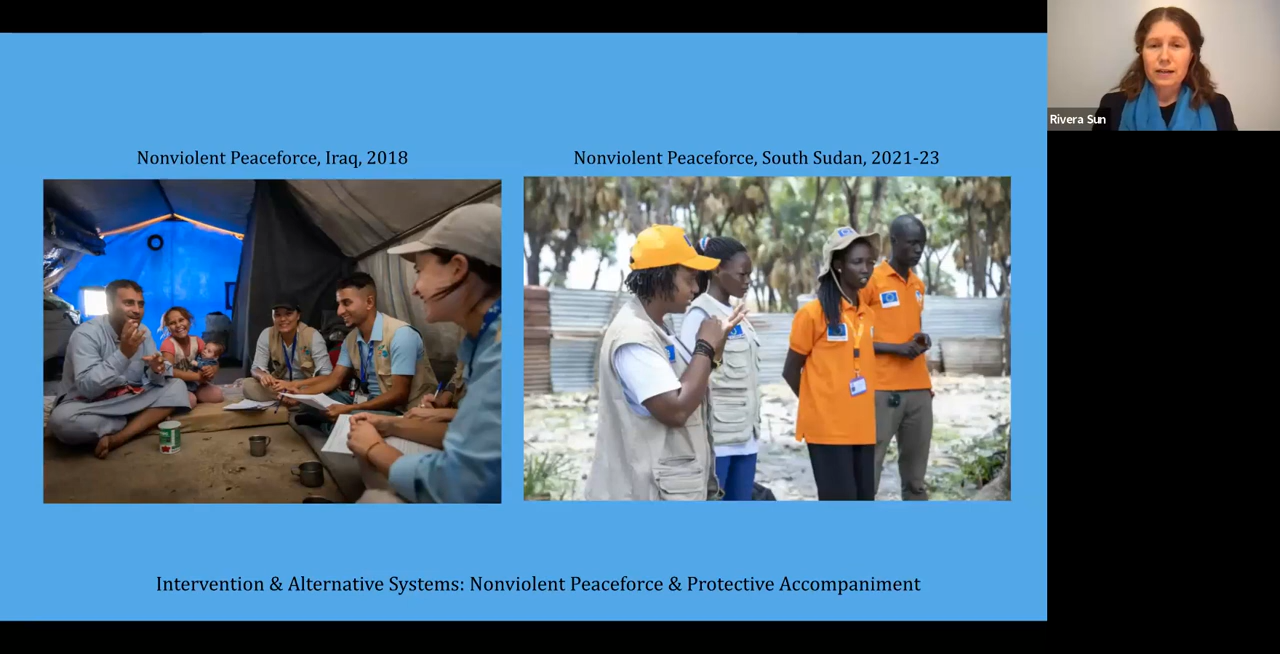 Nonviolent Peaceforce, Iraq, 2018
Nonviolent Peaceforce, South Sudan, 2021-23
Intervention & Alternative Systems: Nonviolent Peaceforce & Protective Accompaniment
Rivera Sun